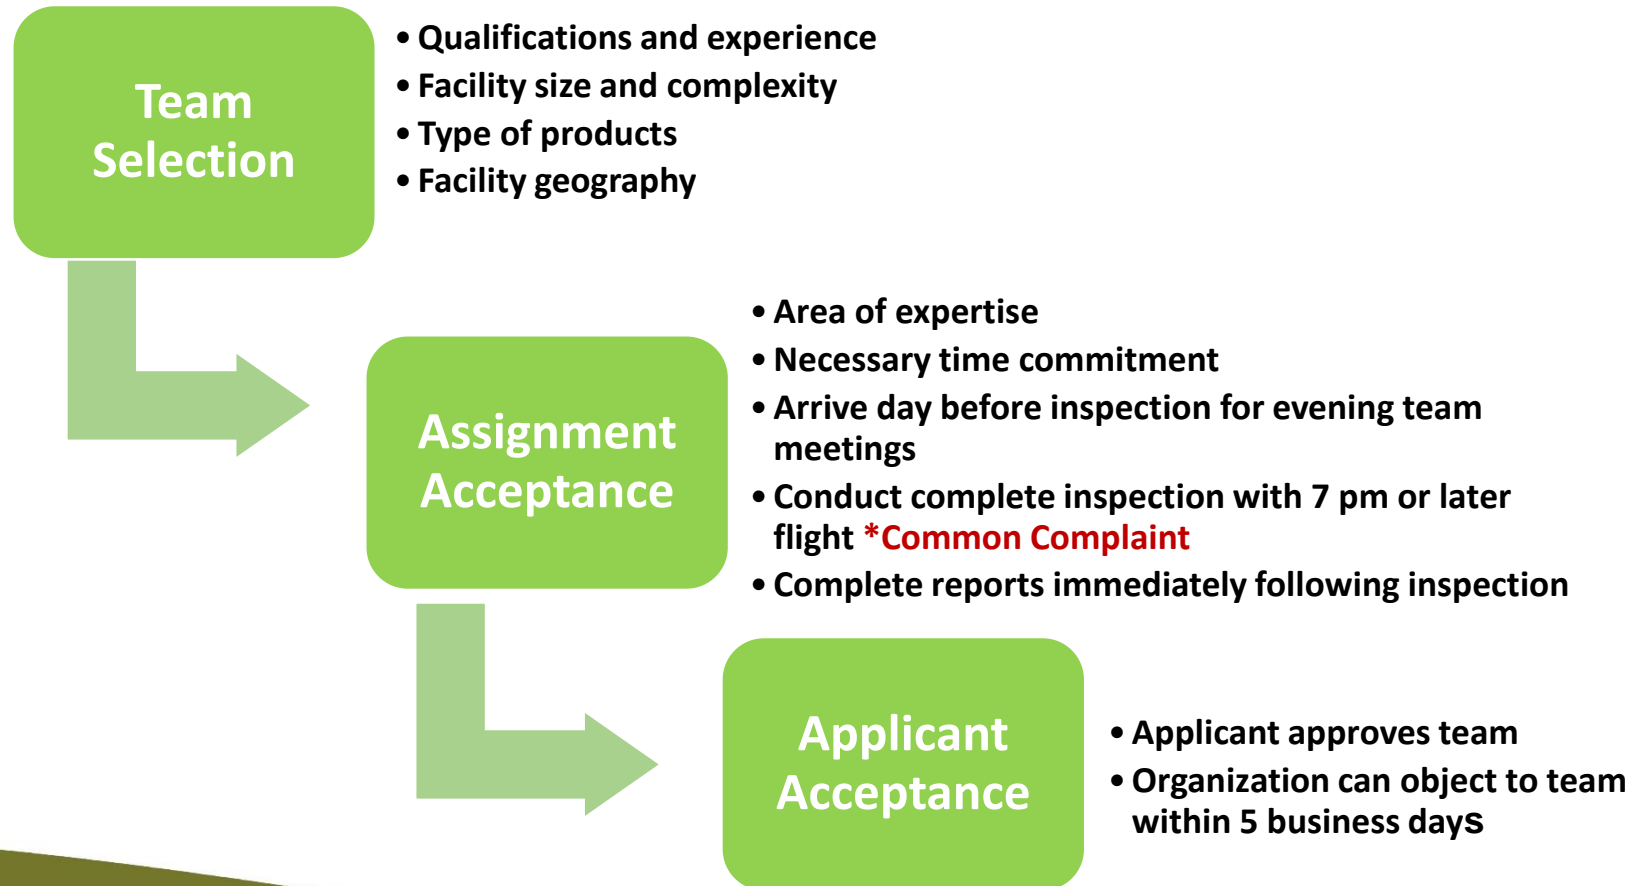 Team
Selection
• Qualifications and experience
• Facility size and complexity
• Type of products
• Facility geography
Assignment
Acceptance
• Area of expertise
• Necessary time commitment
• Arrive day before inspection for evening team
meetings
• Conduct complete inspection with 7 pm or later
flight *Common Complaint
• Complete reports immediately following inspection
Applicant
Acceptance
• Applicant approves team
• Organization can object to team
within 5 business days